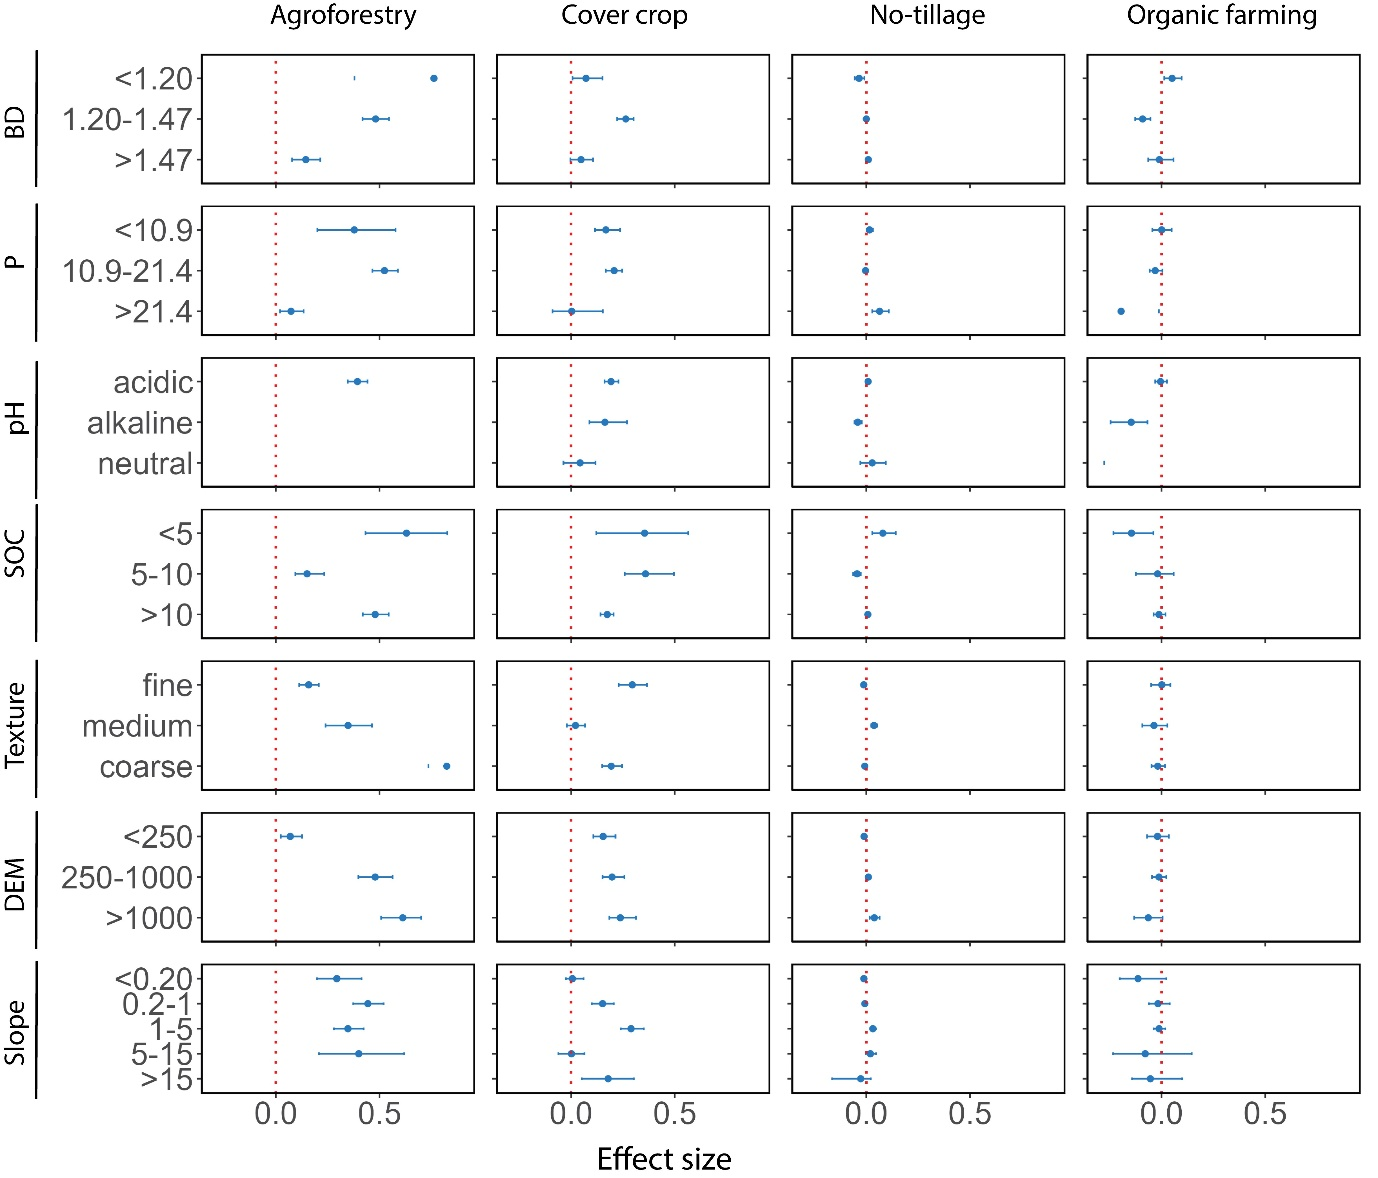 Agroforestry Cover crop No-tillage Organic farming
BD
<1.20
1.20-1.47
>1.47
P
<10.9
10.9-21.4
>21.4
pH
acidic
alkaline
neutral
SOC
<5
5-10
>10
Texture
fine
medium
coarse
DEM
<250
250-1000
>1000
Slope
<0.20
0.2-1
1-5
5-15
>15
0.0 0.5 0.0 0.5 0.0 0.5 0.0 0.5
Effect size